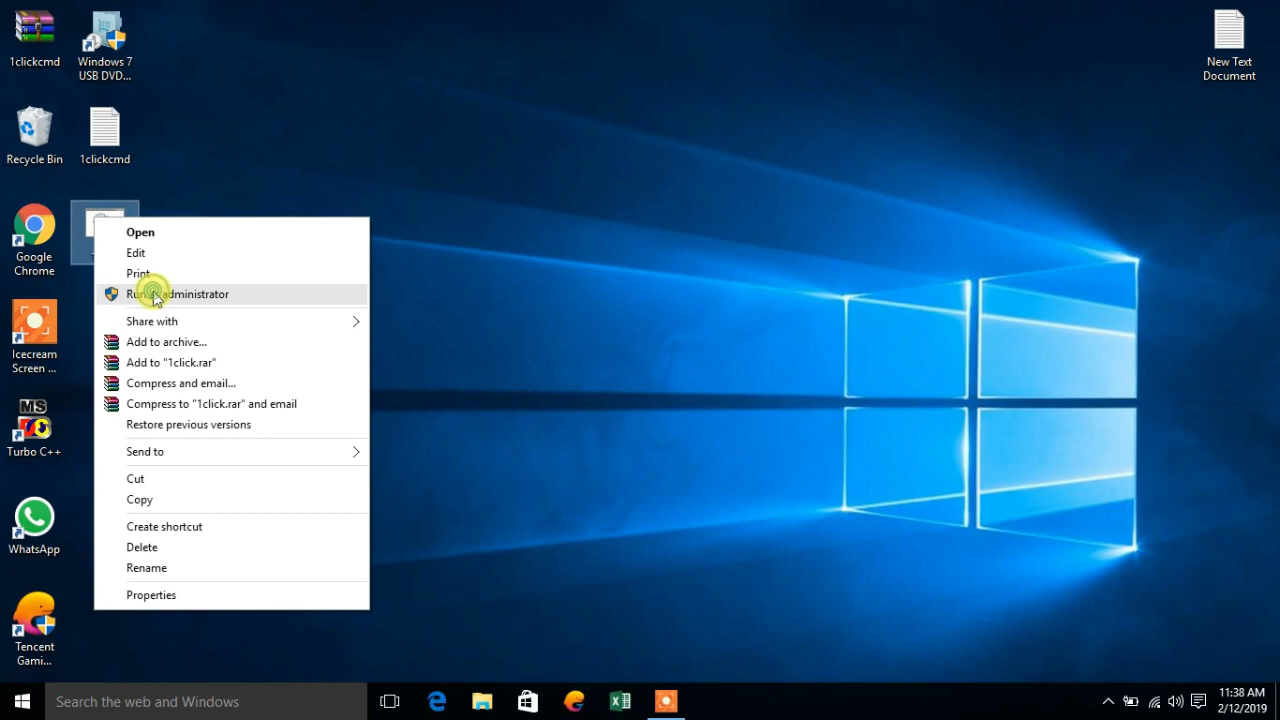 1clickcmd
Windows 7
USB DVD...
New Text
Document
Recycle Bin
1clickcmd
Google
Chrome
Open
Edit
Print
administrator
Share with
Add to archive...
Add to "1click.rar"
Compress and email...
Compress to "1click.rar" and email
Restore previous versions
Send to
Cut
Copy
Create shortcut
Delete
Rename
Properties
Icecream
Screen ...
MS
Turbo C++
WhatsApp
Tencent
Gami...
Search the web and Windows
11:38 AM
2/12/2019